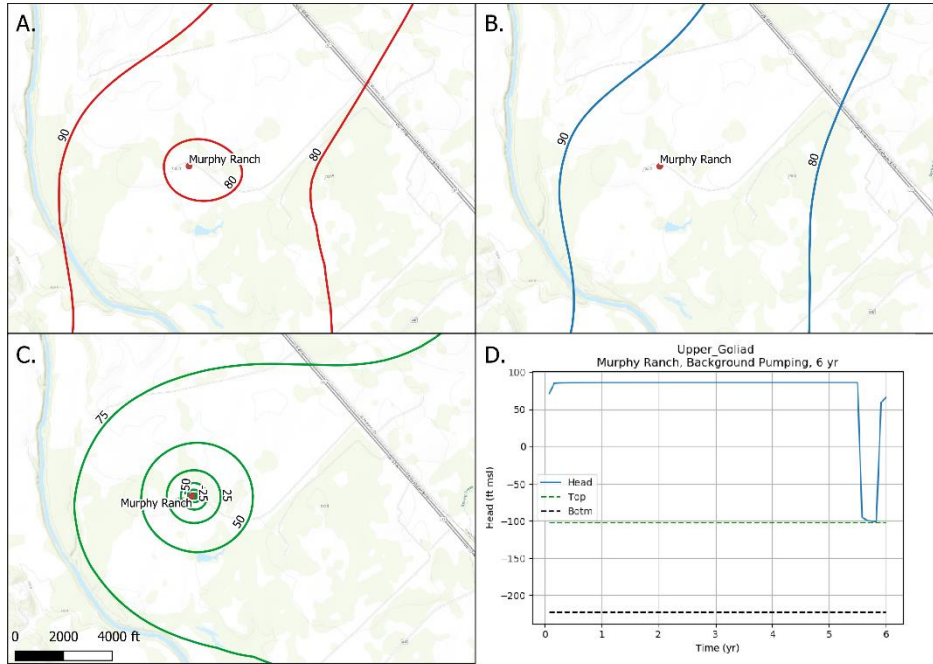 A.
90
Murphy Ranch
80
80
B.
90
Murphy Ranch
80
C.
75
-50
-25
25
50
Murphy Ranch
0 2000 4000 ft
D.
Upper_Goliad
Murphy Ranch, Background Pumping, 6 yr
100
50
0
−50
−100
−150
−200
Head (ft msl)
Head
Top
Botm
0 1 2 3 4 5 6
Time (yr)